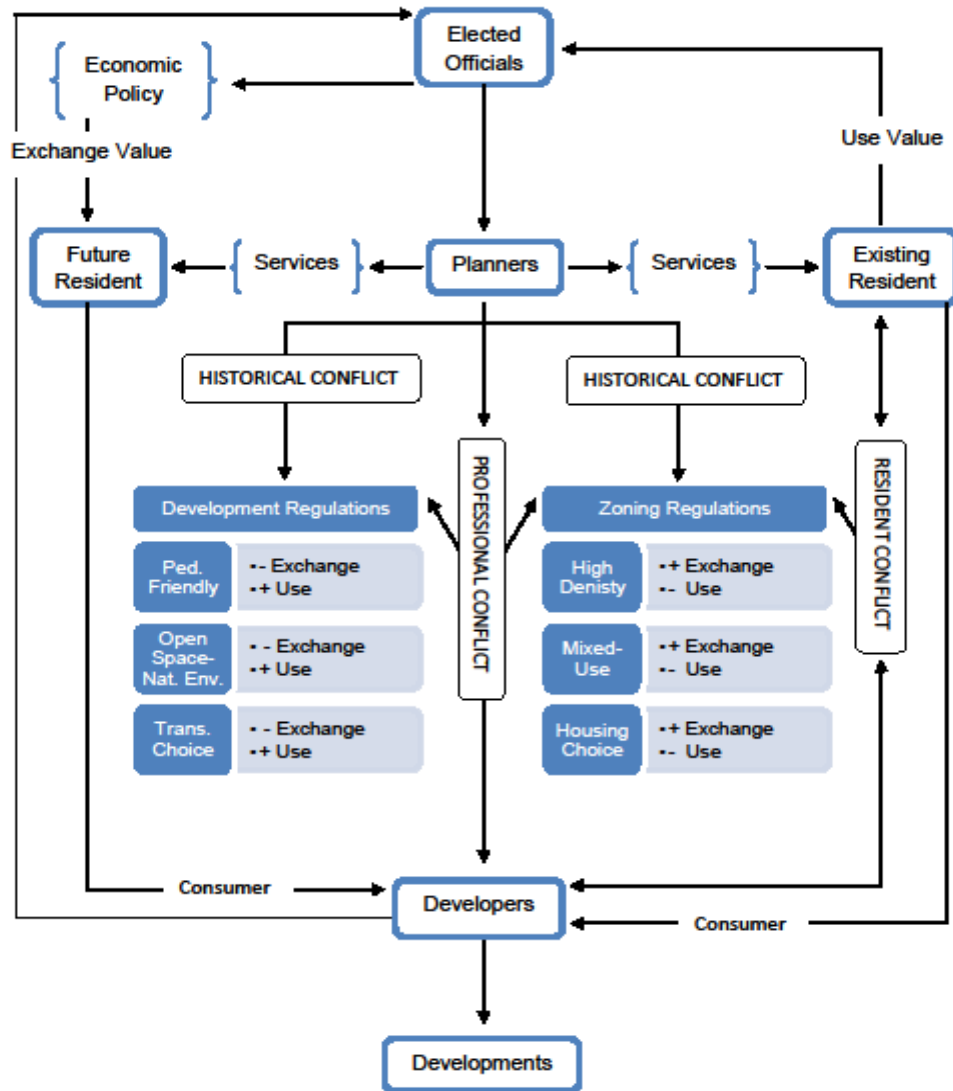 Elected
Officials
Economic
Policy
Exchange Value
Use Value
Future
Resident
Services
Planners
Services
Existing
Resident
HISTORICAL CONFLICT
HISTORICAL CONFLICT
PROFESSIONAL CONFLICT
RESIDENT CONFLICT
Development Regulations
Ped.
Friendly
•- Exchange
•+ Use
Open
Space-
Nat. Env.
• - Exchange
•+ Use
Trans.
Choice
• - Exchange
•+ Use
Zoning Regulations
High
Denisty
•+ Exchange
•- Use
Mixed-
Use
•+ Exchange
•- Use
Housing
Choice
•+ Exchange
•- Use
Consumer
Developers
Consumer
Developments